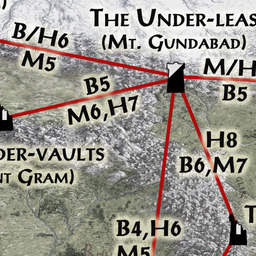 THE UNDER-LEAS
(MT. GUNDABAD)
B/H6
M5
M/H
B5
B5
M6,H7
DER-VAULTS
NT GRAM)
H8
B6,M7
B4,H6
M5
T